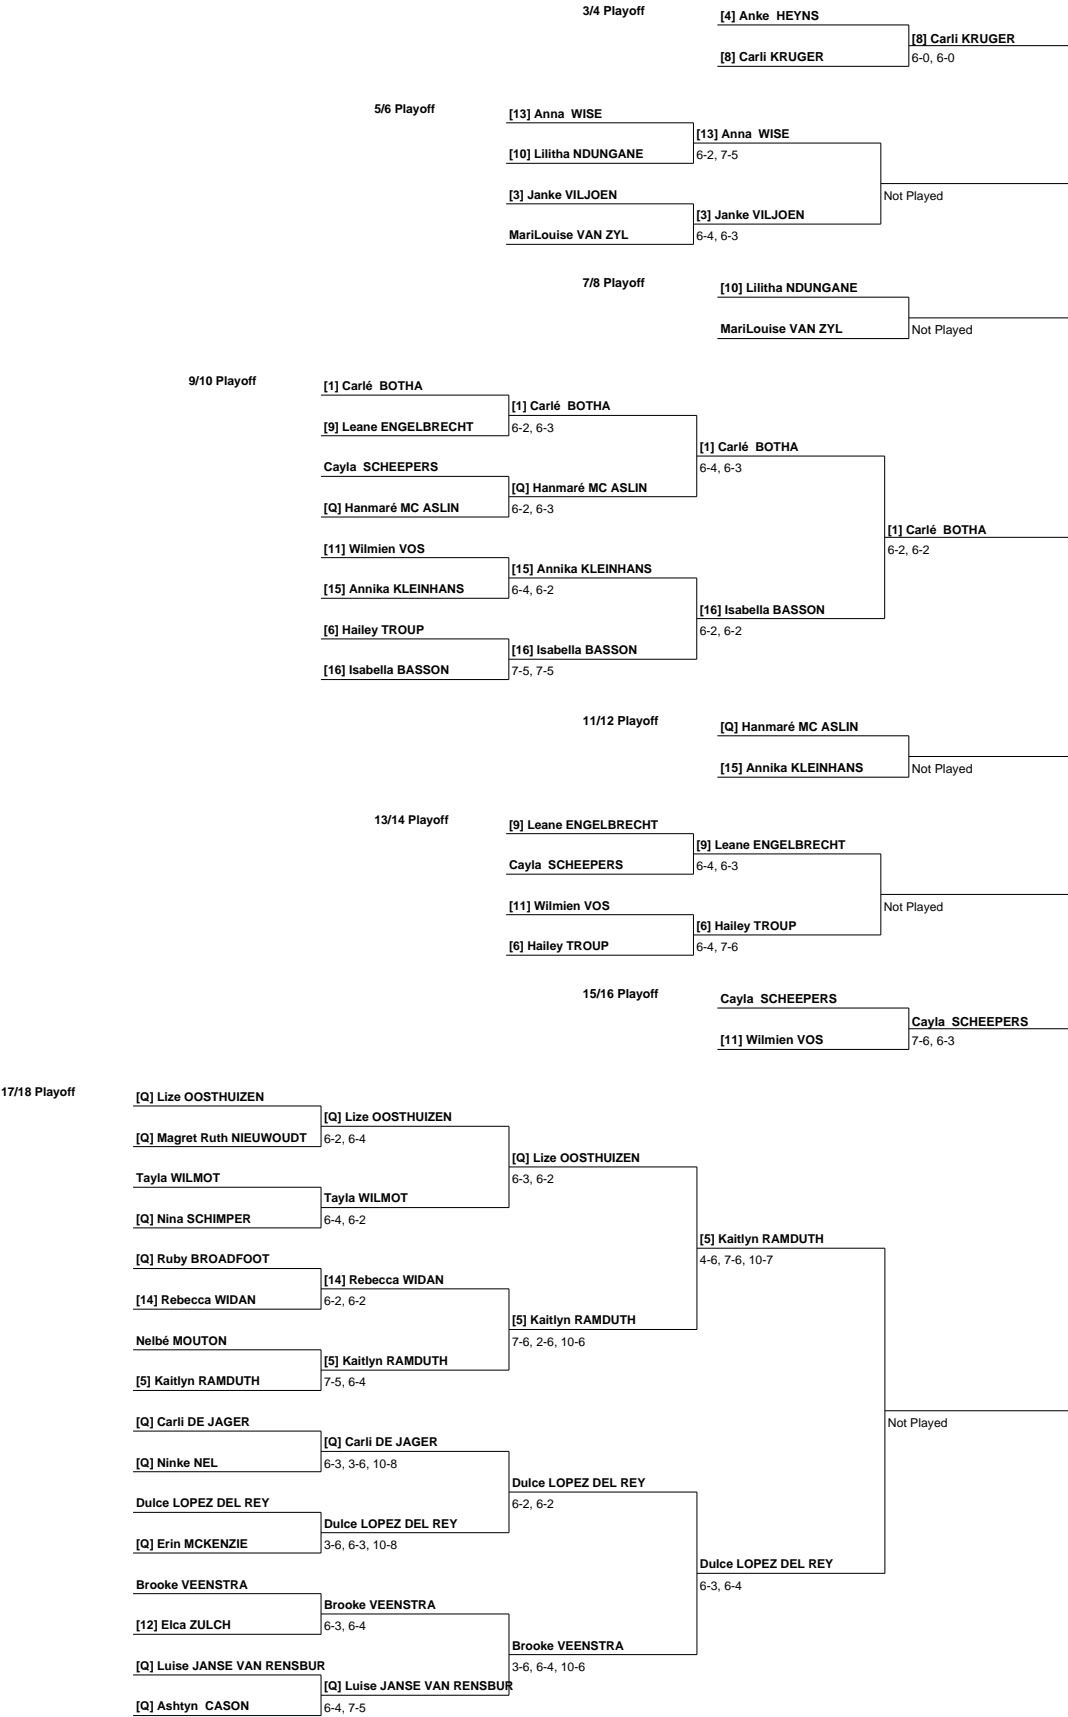 3/4 Playoff
[4] Anke  HEYNS
[8] Carli KRUGER
[8] Carli KRUGER
6-0, 6-0
5/6 Playoff
[13] Anna  WISE
[13] Anna  WISE
[10] Lilitha NDUNGANE
6-2, 7-5
[3] Janke VILJOEN
Not Played
[3] Janke VILJOEN
MariLouise VAN ZYL
6-4, 6-3
7/8 Playoff
[10] Lilitha NDUNGANE
MariLouise VAN ZYL
Not Played
9/10 Playoff
[1] Carlé  BOTHA
[1] Carlé  BOTHA
[9] Leane ENGELBRECHT
6-2, 6-3
[1] Carlé  BOTHA
Cayla  SCHEEPERS
6-4, 6-3
[Q] Hanmaré MC ASLIN
[Q] Hanmaré MC ASLIN
6-2, 6-3
[1] Carlé  BOTHA
[11] Wilmien VOS
6-2, 6-2
[15] Annika KLEINHANS
[15] Annika KLEINHANS
6-4, 6-2
[16] Isabella BASSON
[6] Hailey TROUP
6-2, 6-2
[16] Isabella BASSON
[16] Isabella BASSON
7-5, 7-5
11/12 Playoff
[Q] Hanmaré MC ASLIN
[15] Annika KLEINHANS
Not Played
13/14 Playoff
[9] Leane ENGELBRECHT
[9] Leane ENGELBRECHT
Cayla  SCHEEPERS
6-4, 6-3
[11] Wilmien VOS
Not Played
[6] Hailey TROUP
[6] Hailey TROUP
6-4, 7-6
15/16 Playoff
Cayla  SCHEEPERS
Cayla  SCHEEPERS
[11] Wilmien VOS
7-6, 6-3
17/18 Playoff
[Q] Lize OOSTHUIZEN
[Q] Lize OOSTHUIZEN
[Q] Magret Ruth NIEUWOUDT
6-2, 6-4
[Q] Lize OOSTHUIZEN
Tayla WILMOT
6-3, 6-2
Tayla WILMOT
[Q] Nina SCHIMPER
6-4, 6-2
[5] Kaitlyn RAMDUTH
[Q] Ruby BROADFOOT
4-6, 7-6, 10-7
[14] Rebecca WIDAN
[14] Rebecca WIDAN
6-2, 6-2
[5] Kaitlyn RAMDUTH
Nelbé MOUTON
7-6, 2-6, 10-6
[5] Kaitlyn RAMDUTH
[5] Kaitlyn RAMDUTH
7-5, 6-4
[Q] Carli DE JAGER
Not Played
[Q] Carli DE JAGER
[Q] Ninke NEL
6-3, 3-6, 10-8
Dulce LOPEZ DEL REY
Dulce LOPEZ DEL REY
6-2, 6-2
Dulce LOPEZ DEL REY
[Q] Erin MCKENZIE
3-6, 6-3, 10-8
Dulce LOPEZ DEL REY
Brooke VEENSTRA
6-3, 6-4
Brooke VEENSTRA
[12] Elca ZULCH
6-3, 6-4
Brooke VEENSTRA
[Q] Luise JANSE VAN RENSBUR
3-6, 6-4, 10-6
[Q] Luise JANSE VAN RENSBUR
[Q] Ashtyn  CASON
6-4, 7-5